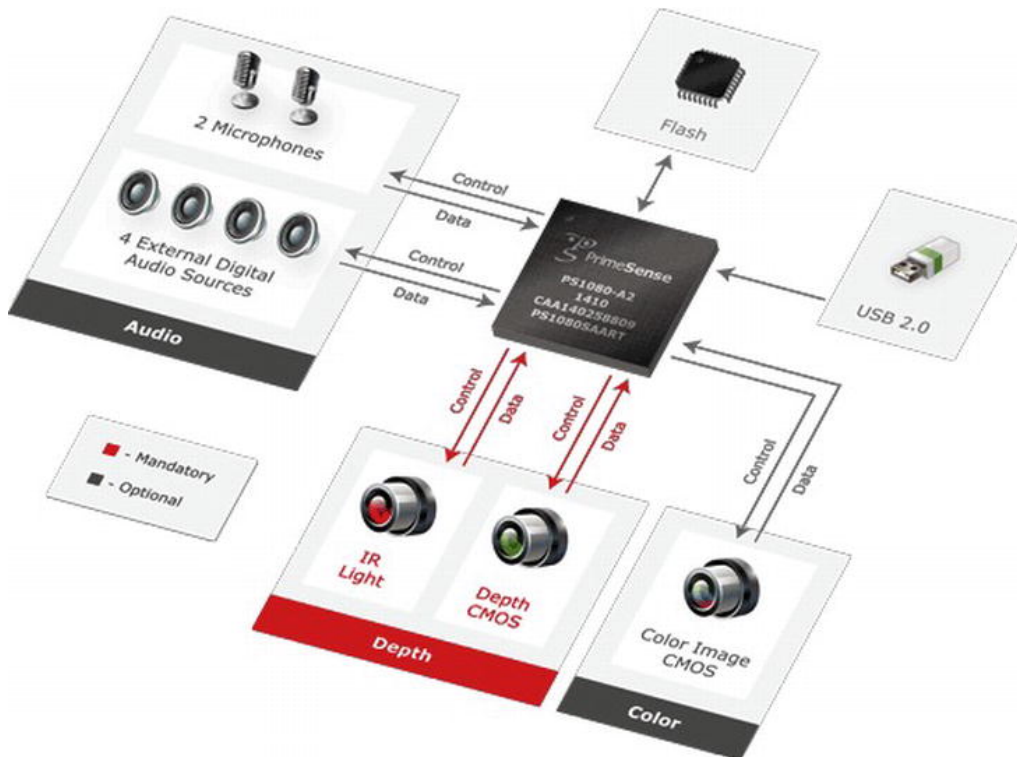 2 Microphones
4 External Digital
Audio Sources
Audio
Flash
USB 2.0
Control
Data
Control
Data
PrimeSense
PS1080-A2
1410
CAA140258809
PS1080SAART
Control
Data
Control
Data
Control
Data
- Mandatory
- Optional
IR
Light
Depth
CMOS
Depth
Color Image
CMOS
Color